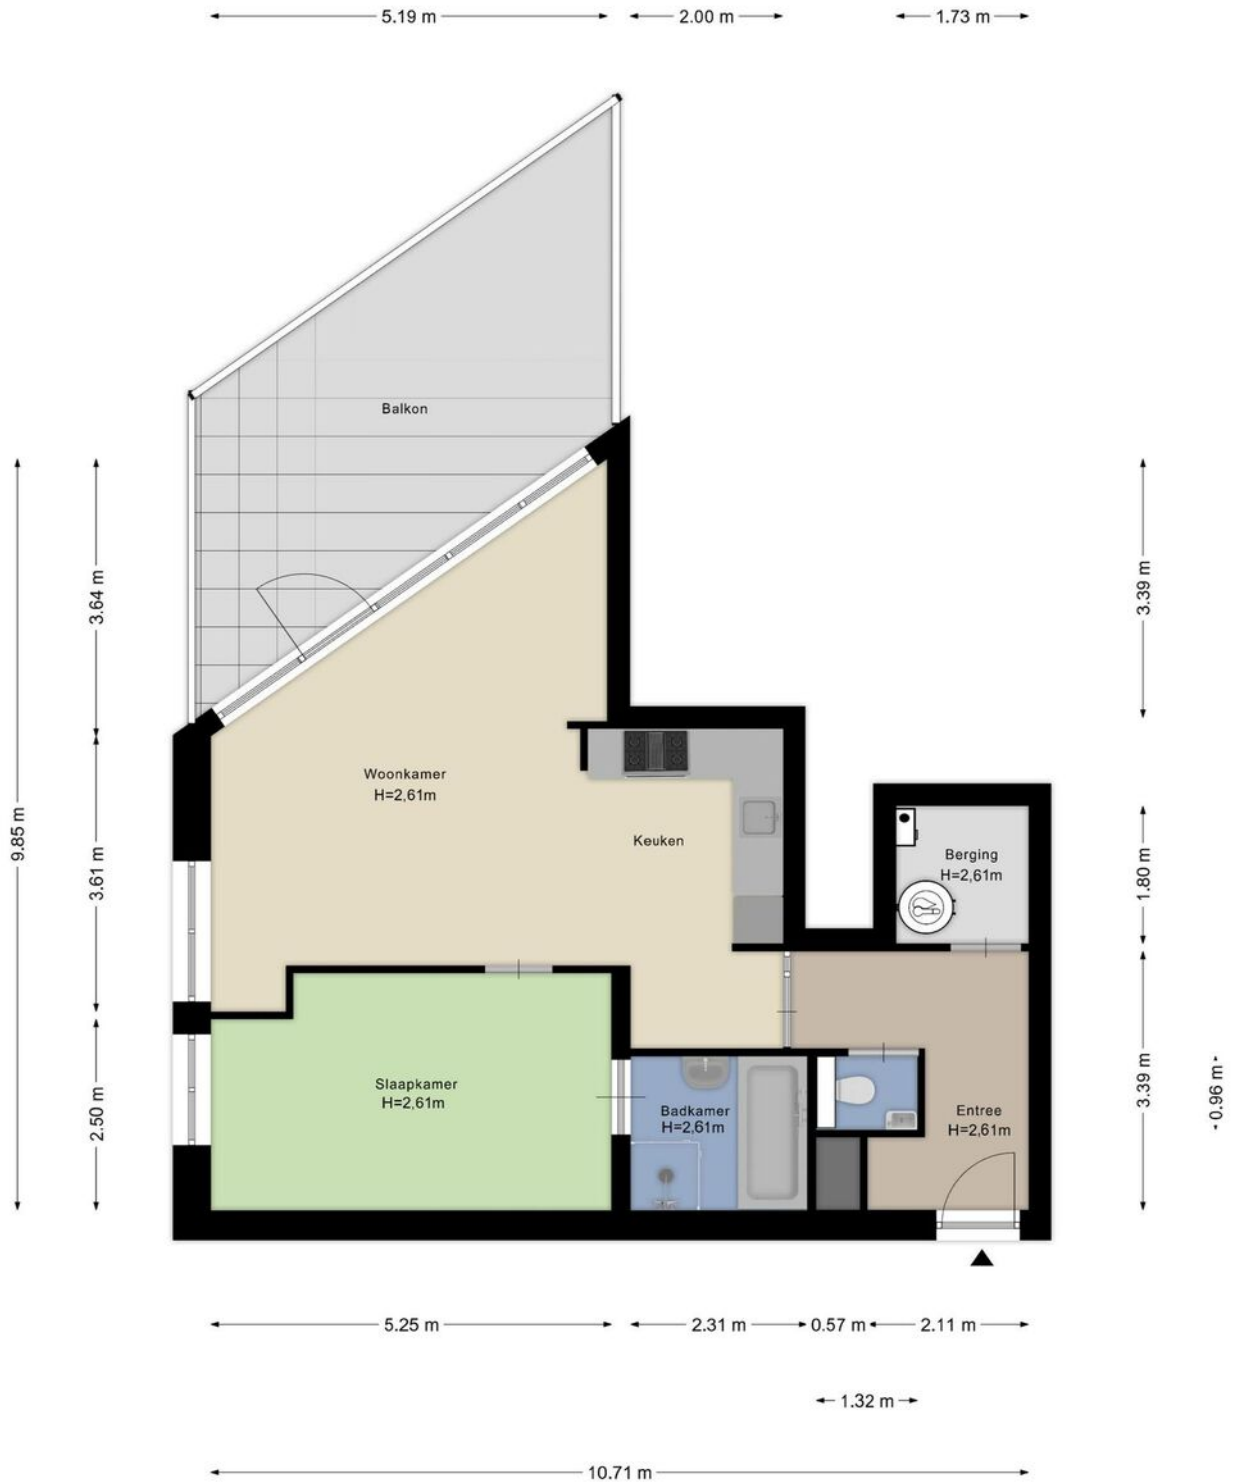 5.19 m
2.00 m
1.73 m
Balkon
3.64 m
3.39 m
9.85 m
Woonkamer
H=2,61m
Keuken
3.61 m
Berging
H=2,61m
1.80 m
Slaapkamer
H=2,61m
Badkamer
H=2,61m
Entree
H=2,61m
2.50 m
3.39 m
0.96 m
5.25 m
2.31 m
0.57 m
2.11 m
1.32 m
10.71 m